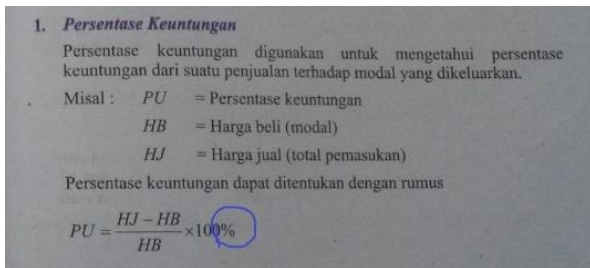 1. Persentase Keuntungan
Persentase keuntungan digunakan untuk mengetahui persentase
keuntungan dari suatu penjualan terhadap modal yang dikeluarkan.
Misal : PU = Persentase keuntungan
HB = Harga beli (modal)
HJ = Harga jual (total pemasukan)
Persentase keuntungan dapat ditentukan dengan rumus
PU = \frac{HJ - HB}{HB} × 100%